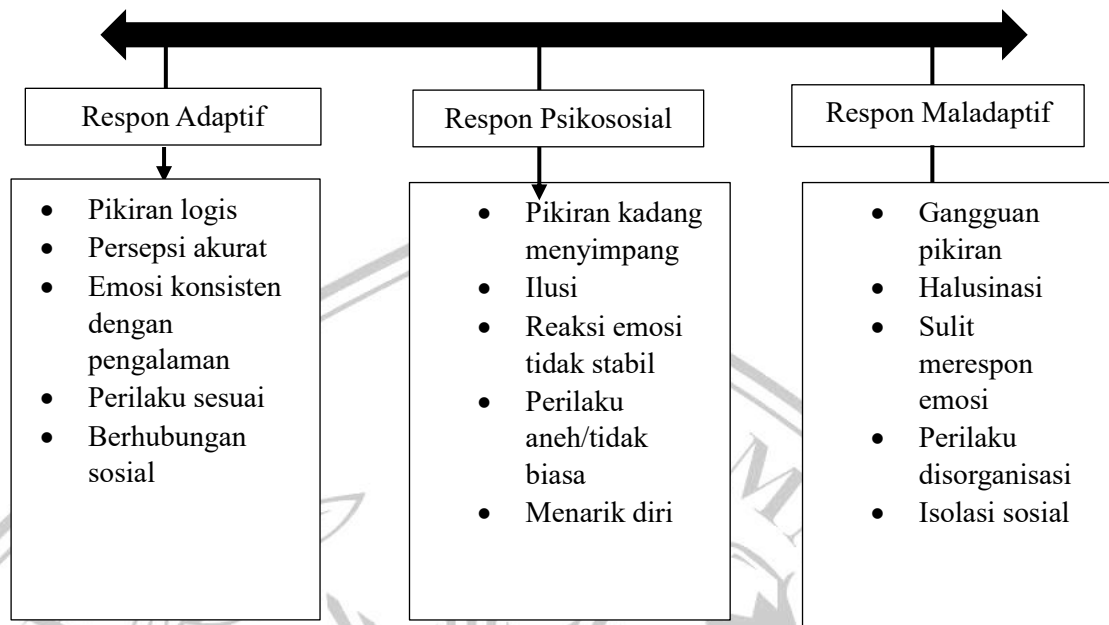 Respon Adaptif
Respon Psikososial
Respon Maladaptif
• Pikiran logis
• Persepsi akurat
• Emosi konsisten
dengan
pengalaman
• Perilaku sesuai
• Berhubungan
sosial
• Pikiran kadang
menyimpang
• Ilusi
• Reaksi emosi
tidak stabil
• Perilaku
aneh/tidak
biasa
• Menarik diri
• Gangguan
pikiran
• Halusinasi
• Sulit
merespon
emosi
• Perilaku
disorganisasi
• Isolasi sosial